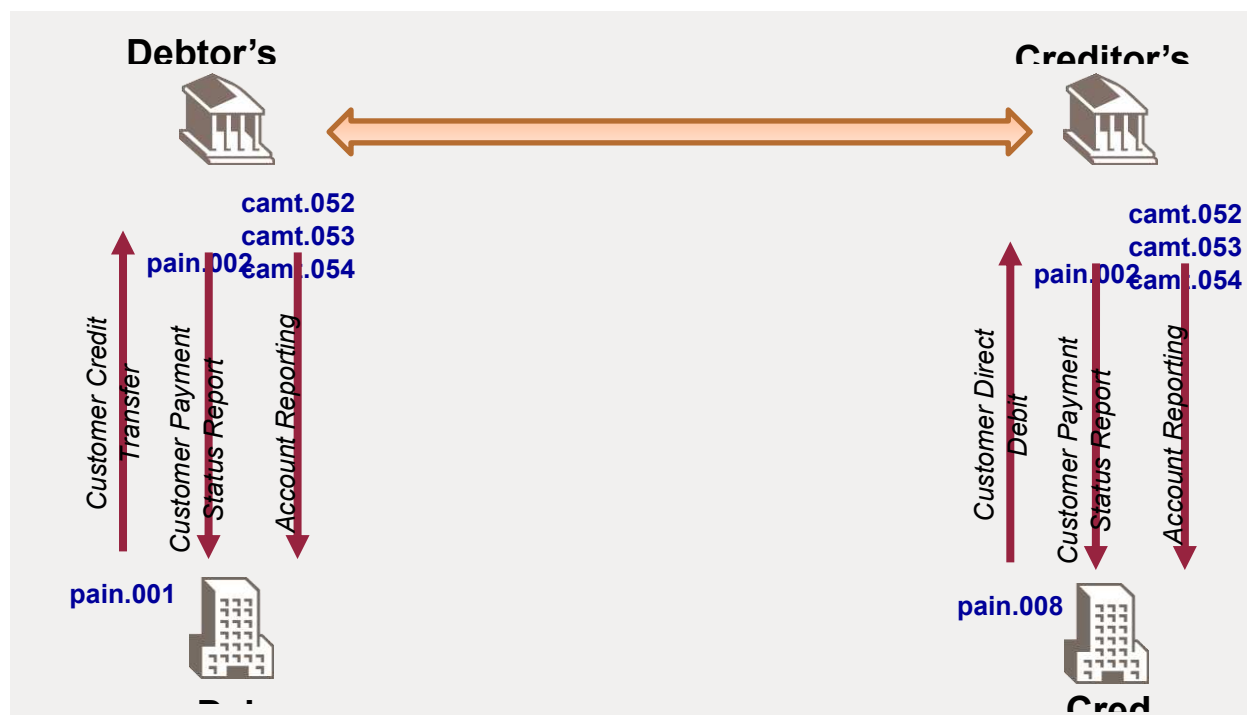 Debtor's
Creditor's
camt.052
camt.053
camt.054
pain.002
camt.052
camt.053
camt.054
pain.002
Customer Credit
Transfer
Customer Payment
Status Report
Account Reporting
Customer Direct
Debit
Customer Payment
Status Report
Account Reporting
pain.001
pain.008
Cred